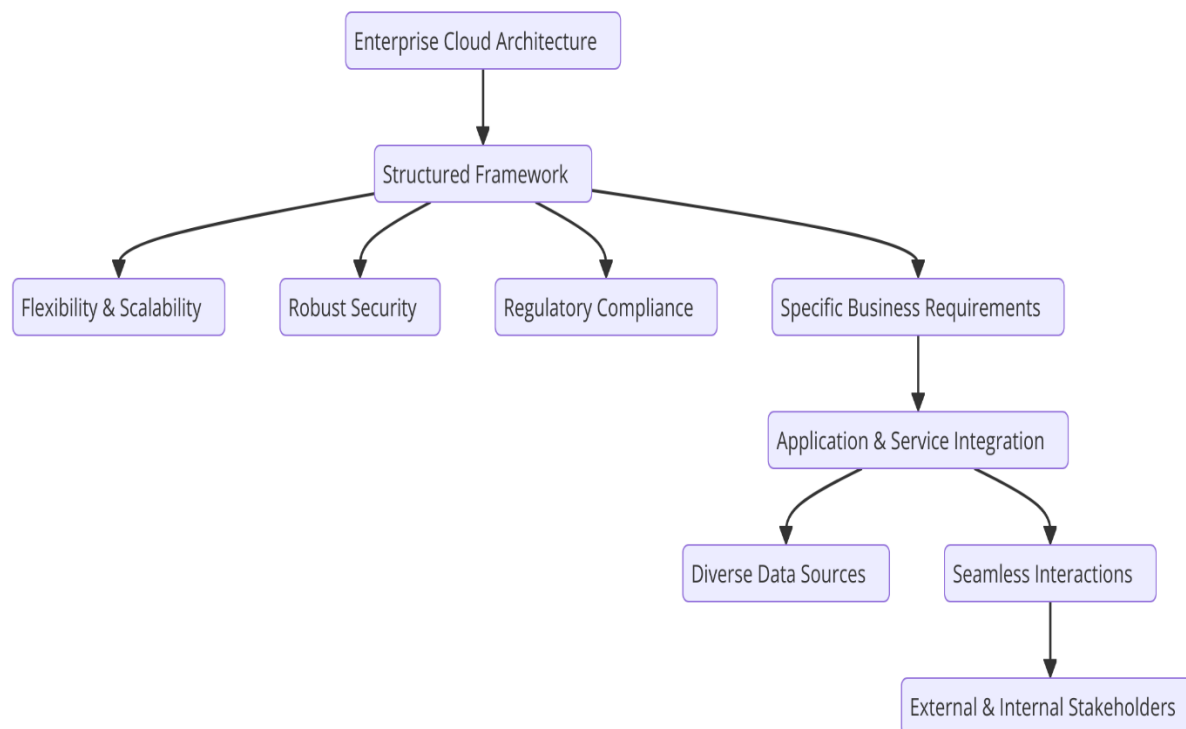 Enterprise Cloud Architecture
Structured Framework
Flexibility & Scalability
Robust Security
Regulatory Compliance
Specific Business Requirements
Application & Service Integration
Diverse Data Sources
Seamless Interactions
External & Internal Stakeholders